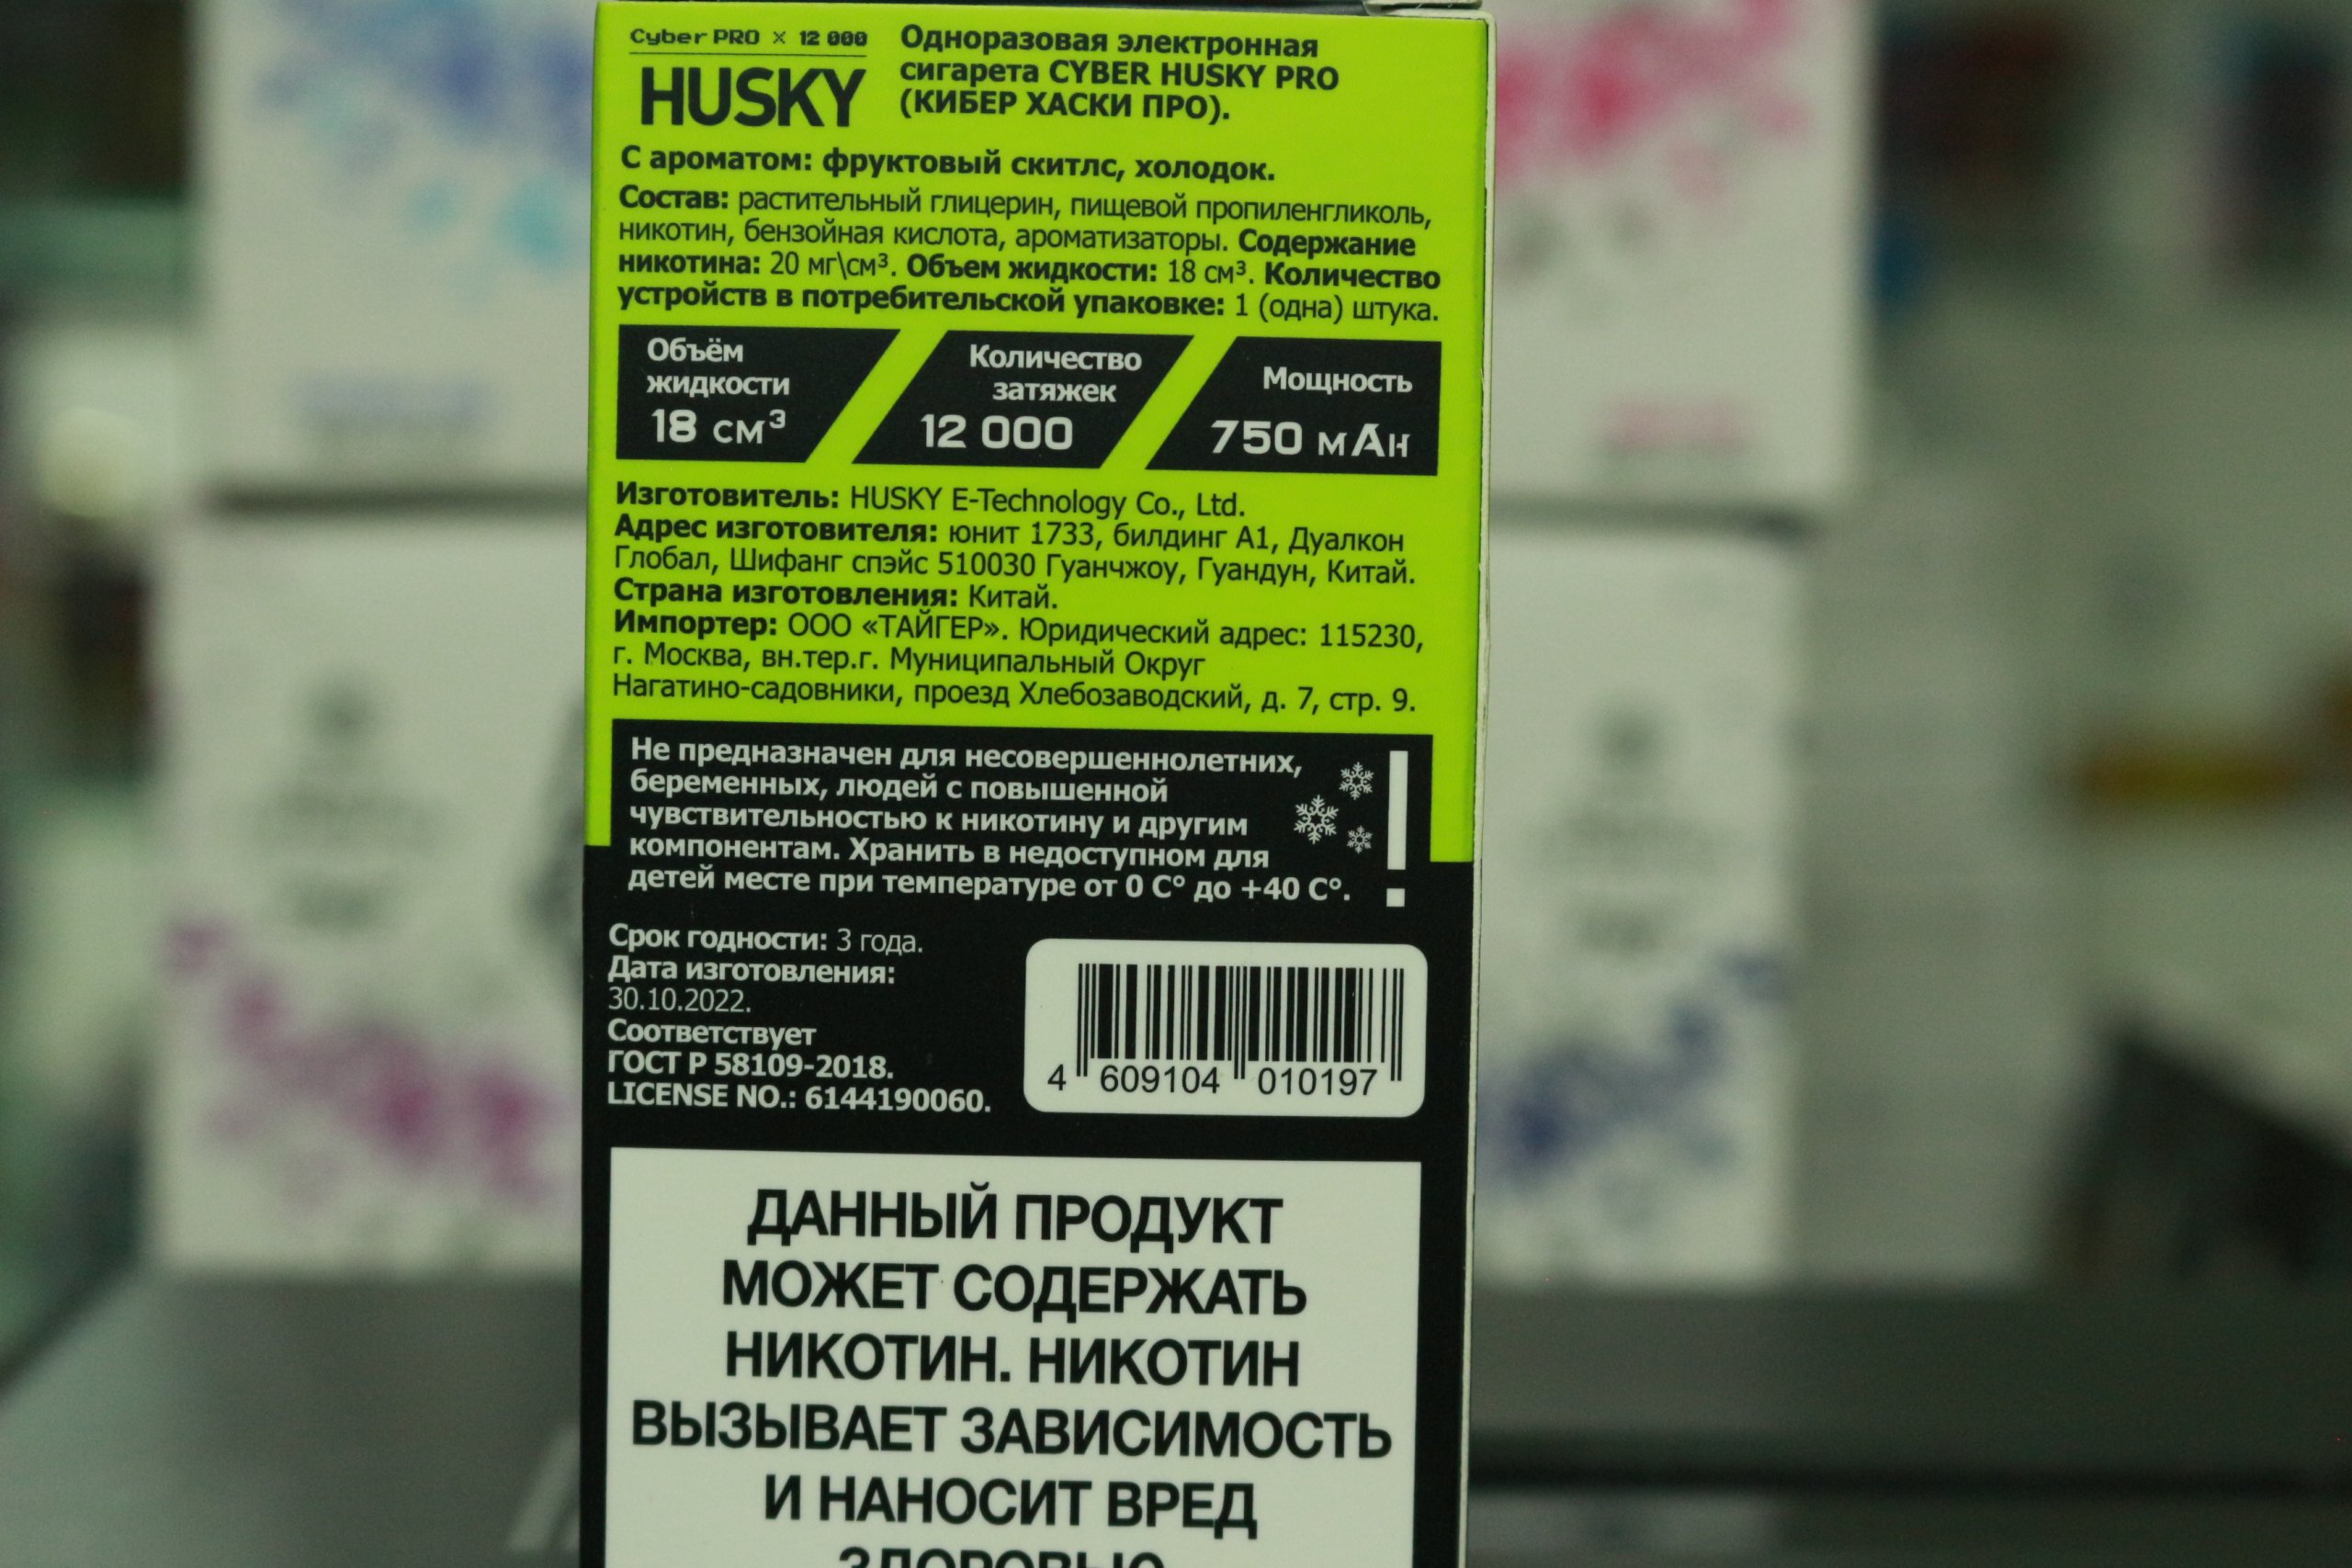 Cyber PRO × 12 000
HUSKY
Одноразовая электронная
сигарета CYBER HUSKY PRO
(КИБЕР ХАСКИ ПРО).
С ароматом: фруктовый скитлс, холодок.
Состав: растительный глицерин, пищевой пропиленгликоль,
никотин, бензойная кислота, ароматизаторы. Содержание
никотина: 20 мг\см³. Объем жидкости: 18 см³. Количество
устройств в потребительской упаковке: 1 (одна) штука.
Объём
жидкости
18 см³
Количество
затяжек
12 000
Мощность
750 мАн
Изготовитель: HUSKY E-Technology Co., Ltd.
Адрес изготовителя: юнит 1733, билдинг А1, Дуалкон
Глобал, Шифанг спэйс 510030 Гуанчжоу, Гуандун, Китай.
Страна изготовления: Китай.
Импортер: ООО «ТАЙГЕР». Юридический адрес: 115230,
г. Москва, вн.тер.г. Муниципальный Округ
Нагатино-садовники, проезд Хлебозаводский, д. 7, стр. 9.
Не предназначен для несовершеннолетних,
беременных, людей с повышенной
чувствительностью к никотину и другим
компонентам. Хранить в недоступном для
детей месте при температуре от 0 С° до +40 С°.
Срок годности: 3 года.
Дата изготовления:
30.10.2022.
Соответствует
ГОСТ Р 58109-2018.
LICENSE NO.: 6144190060.
4 609104 010197
ДАННЫЙ ПРОДУКТ
МОЖЕТ СОДЕРЖАТЬ
НИКОТИН. НИКОТИН
ВЫЗЫВАЕТ ЗАВИСИМОСТЬ
И НАНОСИТ ВРЕД
ЗДОРОВЬЮ